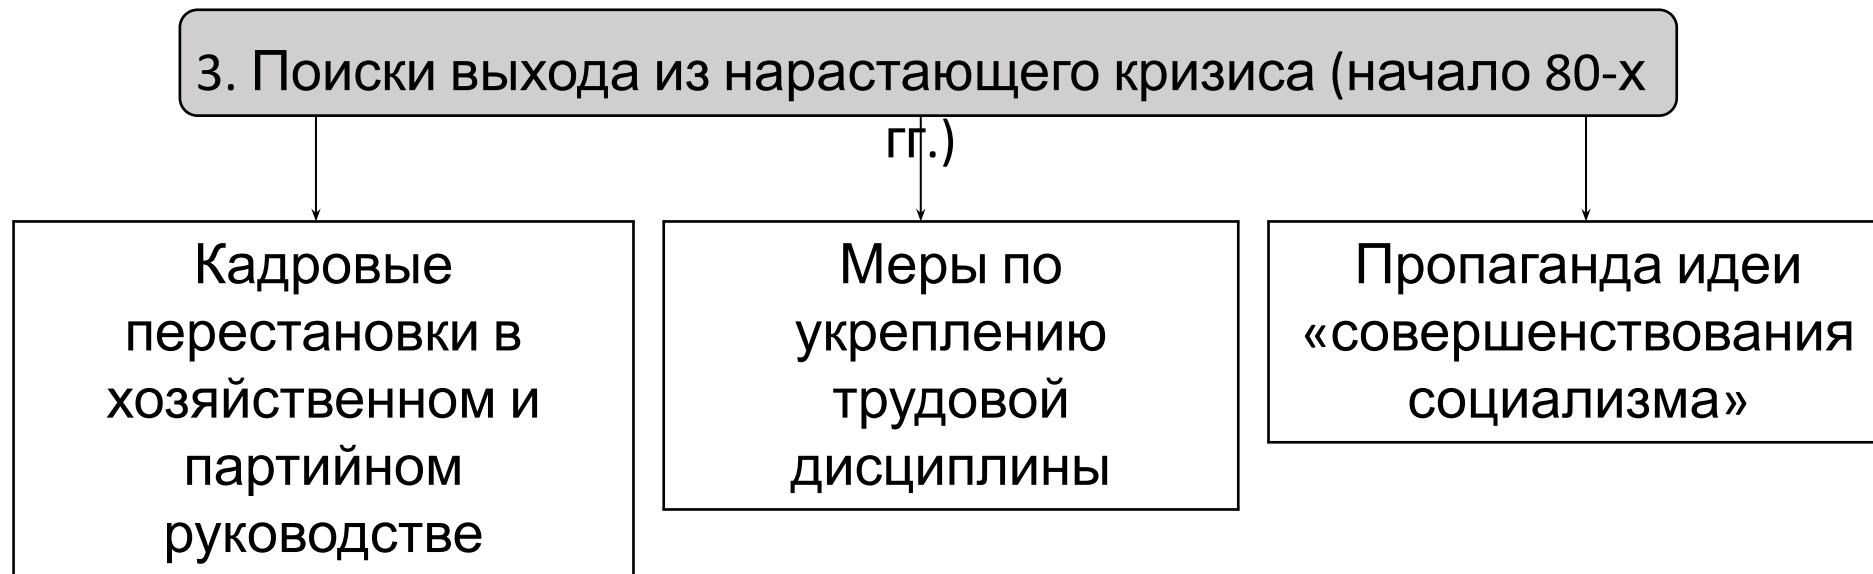 3. Поиски выхода из нарастающего кризиса (начало 80-х
гг.)
Кадровые
перестановки в
хозяйственном и
партийном
руководстве
Меры по
укреплению
трудовой
дисциплины
Пропаганда идеи
«совершенствования
социализма»